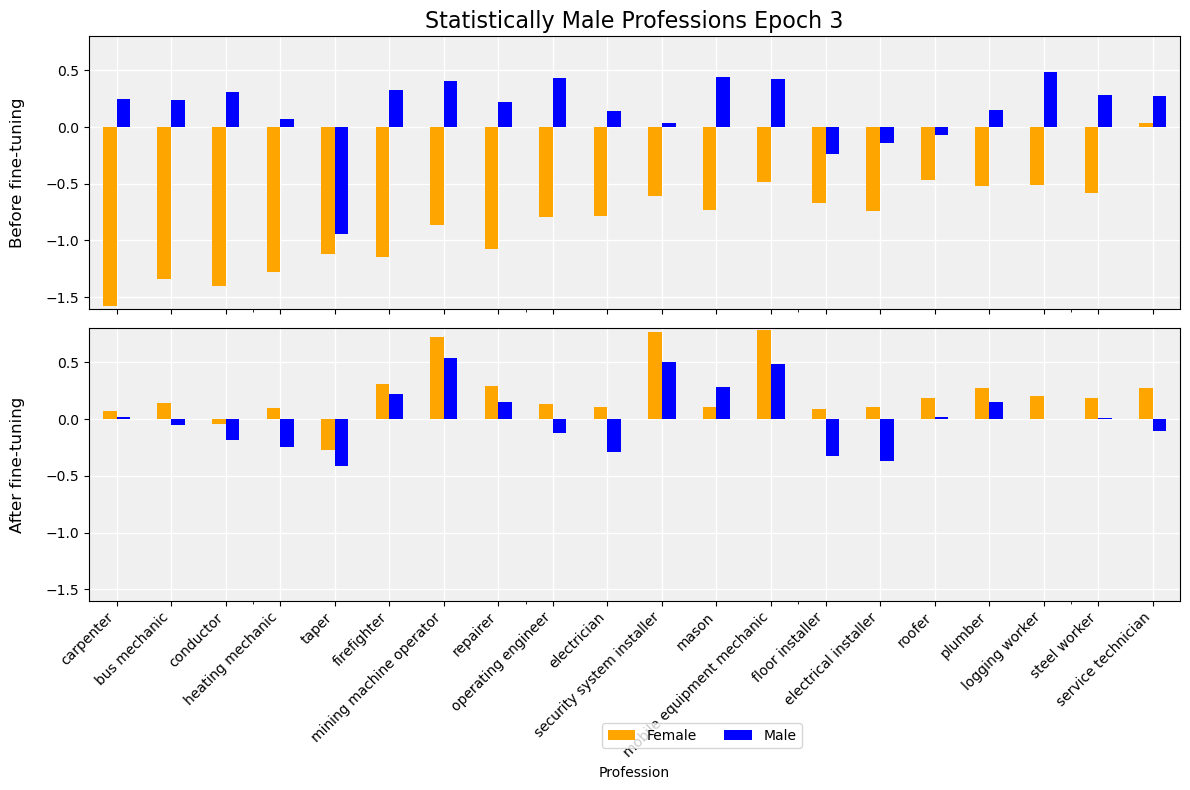 Statistically Male Professions Epoch 3
Before fine-tuning
0.5
0.0
−0.5
−1.0
−1.5
After fine-tuning
0.5
0.0
−0.5
−1.0
−1.5
carpenter
bus mechanic
conductor
heating mechanic
taper
firefighter
mining machine operator
repairer
operating engineer
electrician
security system installer
mason
mobile equipment mechanic
floor installer
electrical installer
roofer
plumber
logging worker
steel worker
service technician
Female
Male
Profession